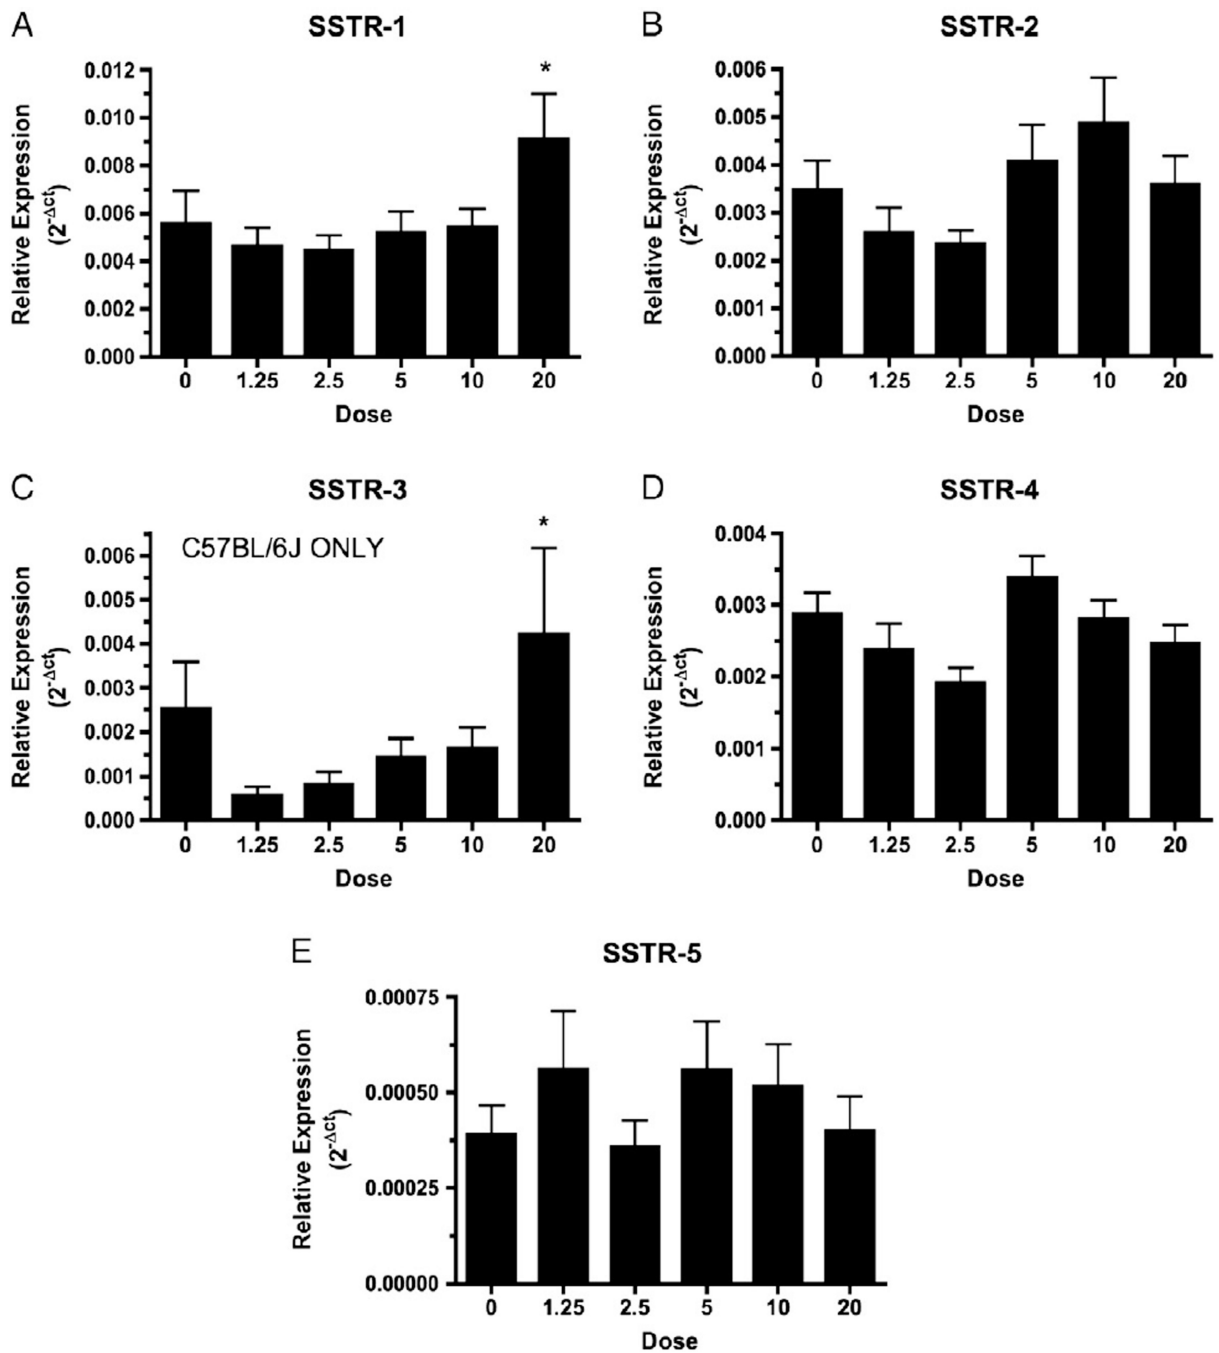 A
SSTR-1
Relative Expression
(2^-Δct)
0.012
0.010
0.008
0.006
0.004
0.002
0.000
*
0 1.25 2.5 5 10 20
Dose
B
SSTR-2
Relative Expression
(2^-Δct)
0.006
0.005
0.004
0.003
0.002
0.001
0.000
0 1.25 2.5 5 10 20
Dose
C
SSTR-3
C57BL/6J ONLY
*
Relative Expression
(2^-Δct)
0.006
0.005
0.004
0.003
0.002
0.001
0.000
0 1.25 2.5 5 10 20
Dose
D
SSTR-4
Relative Expression
(2^-Δct)
0.004
0.003
0.002
0.001
0.000
0 1.25 2.5 5 10 20
Dose
E
SSTR-5
Relative Expression
(2^-Δct)
0.00075
0.00050
0.00025
0.00000
0 1.25 2.5 5 10 20
Dose